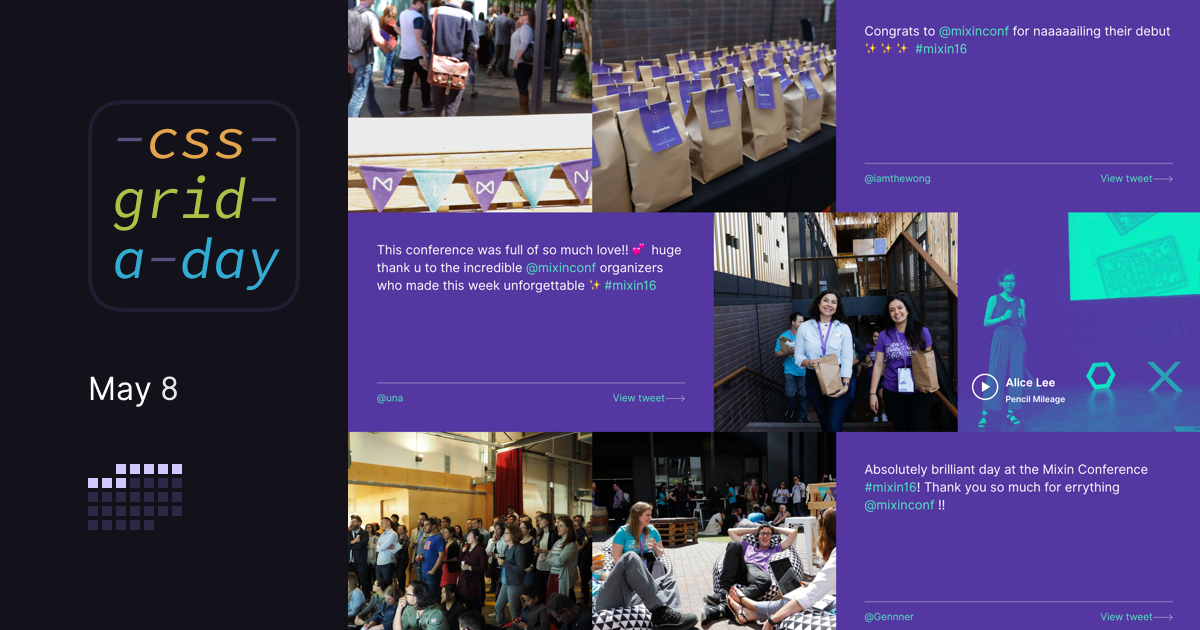 -css-
grid-
a-day
May 8
Congrats to @mixinconf for naaaaailing their debut
✨✨✨ #mixin16
@iamthewong
View tweet⟶
This conference was full of so much love!! 💕 huge
thank u to the incredible @mixinconf organizers
who made this week unforgettable ✨ #mixin16
@una
View tweet⟶
Alice Lee
Pencil Mileage
Absolutely brilliant day at the Mixin Conference
#mixin16! Thank you so much for errything
@mixinconf !!
@Gennner
View tweet⟶